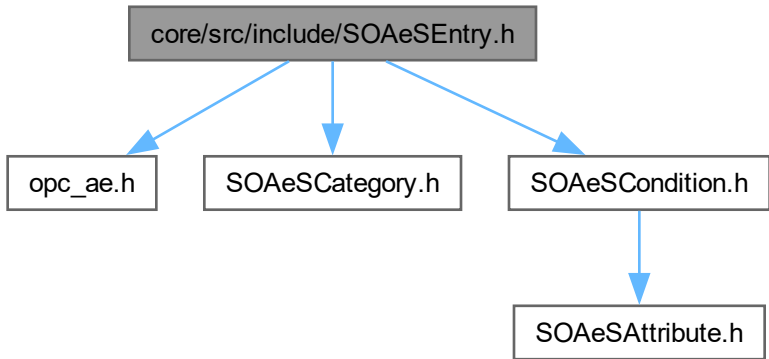 core/src/include/SOAeSEntry.h
opc_ae.h
SOAeSCategory.h
SOAeSCondition.h
SOAeSAttribute.h